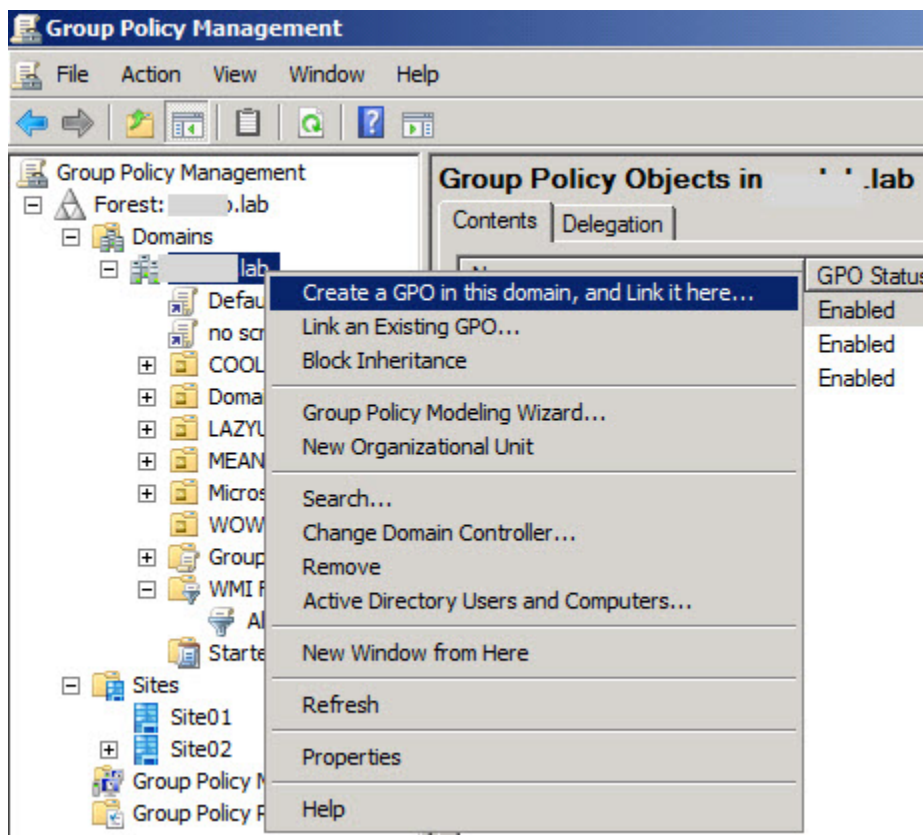 Group Policy Management
File Action View Window Help
Group Policy Management
Forest: .lab
Domains
lab
Create a GPO in this domain, and Link it here...
Link an Existing GPO...
Block Inheritance
Group Policy Modeling Wizard...
New Organizational Unit
Search...
Change Domain Controller...
Remove
Active Directory Users and Computers...
New Window from Here
Refresh
Properties
Help
Defau
no scr
COOL
Domai
LAZYU
MEAN
Micros
WOW
Group
WMI F
Al
Starte
Sites
Site01
Site02
Group Policy M
Group Policy R
Group Policy Objects in .lab
Contents Delegation
GPO Status
Enabled
Enabled
Enabled